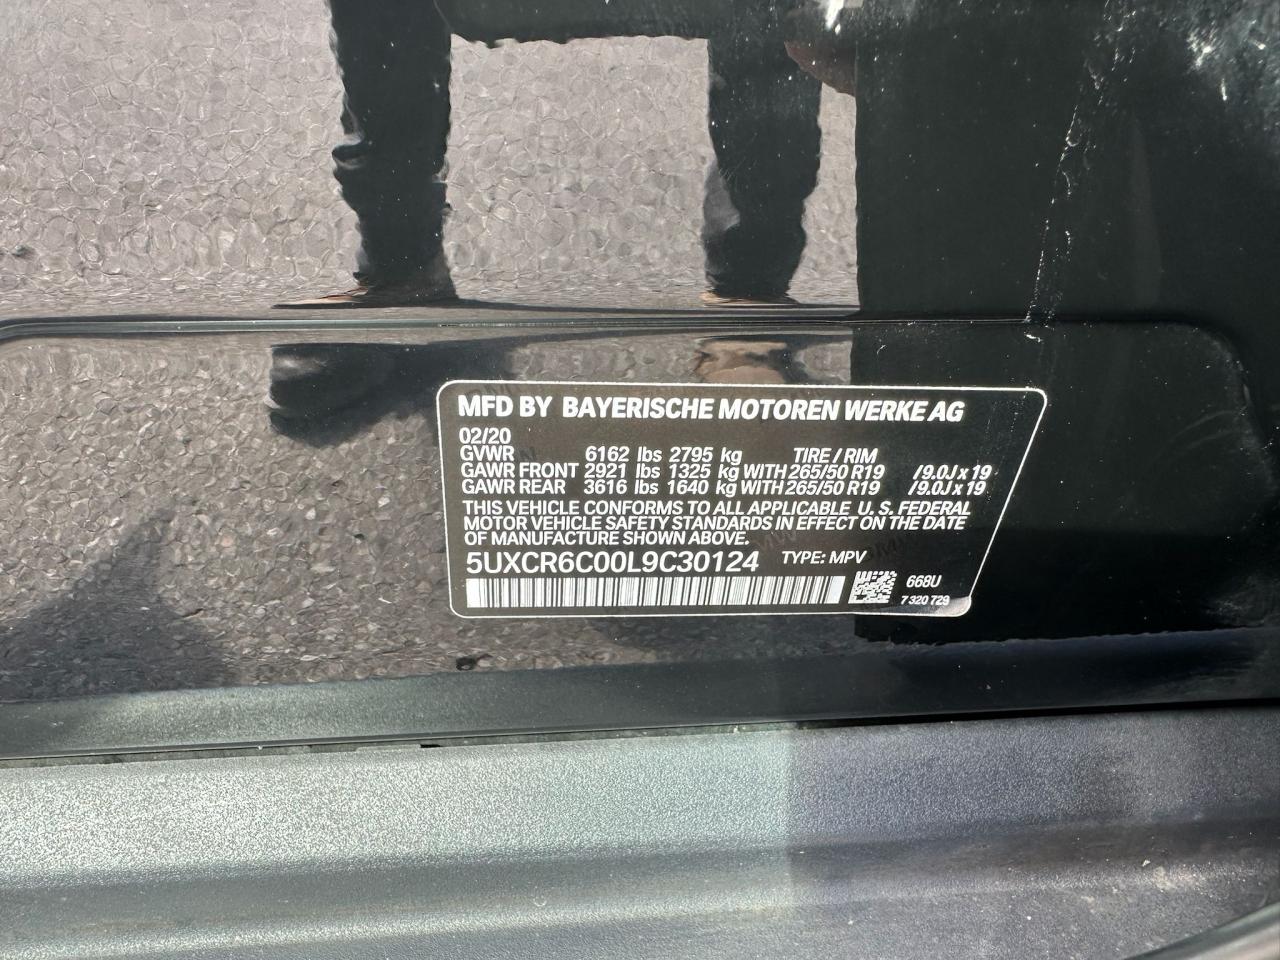 MFD BY BAYERISCHE MOTOREN WERKE AG
02/20
GVWR 6162 lbs 2795 kg TIRE / RIM
GAWR FRONT 2921 lbs 1325 kg WITH 265/50 R19 /9.0J x 19
GAWR REAR 3616 lbs 1640 kg WITH 265/50 R19 /9.0J x 19
THIS VEHICLE CONFORMS TO ALL APPLICABLE U.S. FEDERAL
MOTOR VEHICLE SAFETY STANDARDS IN EFFECT ON THE DATE
OF MANUFACTURE SHOWN ABOVE.
5UXCR6C00L9C30124 TYPE: MPV
668U
7 320 729